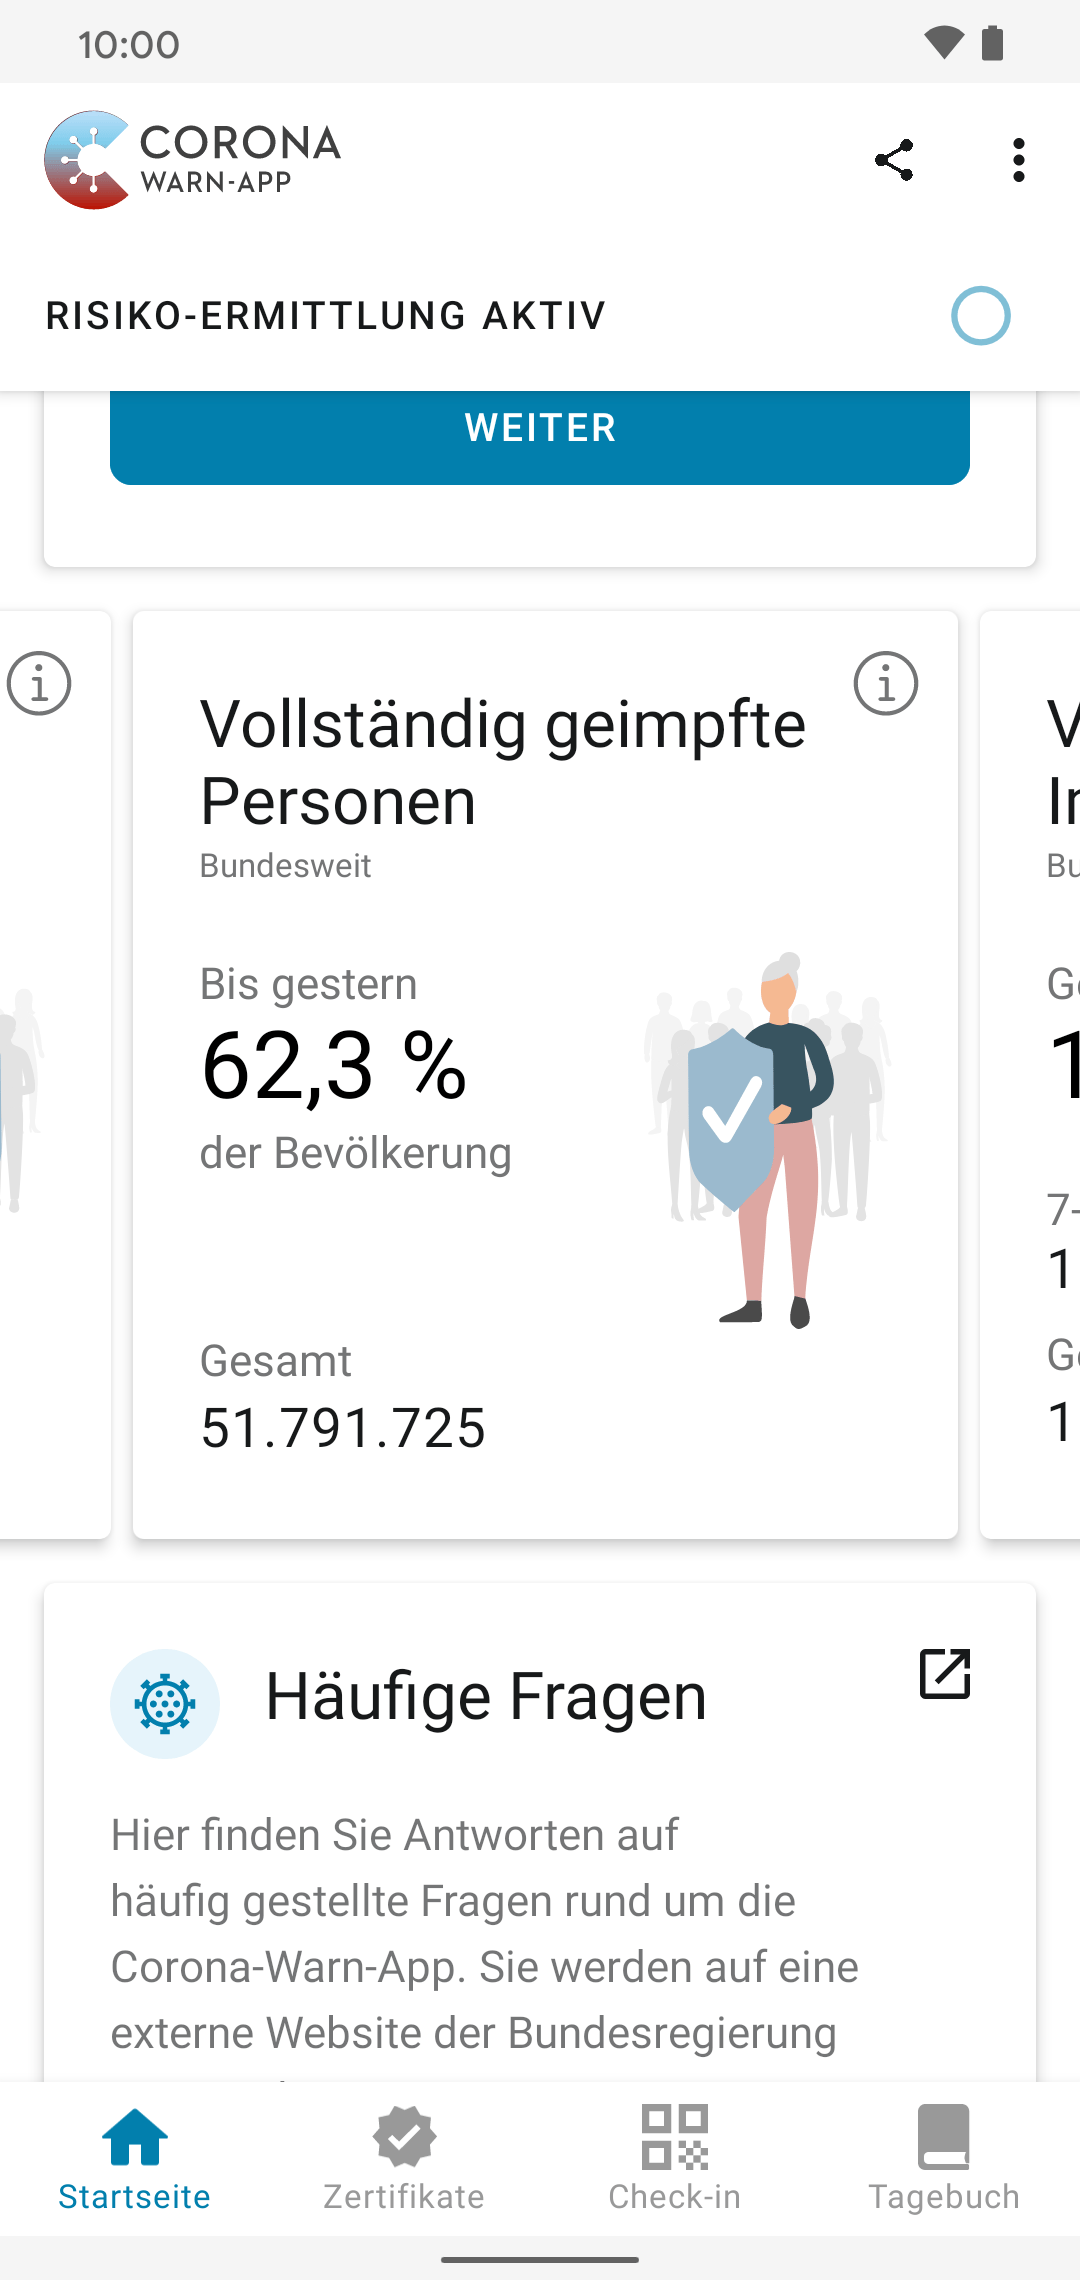 10:00
CORONA
WARN-APP
RISIKO-ERMITTLUNG AKTIV
WEITER
Vollständig geimpfte
Personen
Bundesweit
Bis gestern
62,3 %
der Bevölkerung
Gesamt
51.791.725
V
In
Bu
Ge
1
7-
1
Ge
1
Häufige Fragen
Hier finden Sie Antworten auf
häufig gestellte Fragen rund um die
Corona-Warn-App. Sie werden auf eine
externe Website der Bundesregierung
Startseite
Zertifikate
Check-in
Tagebuch